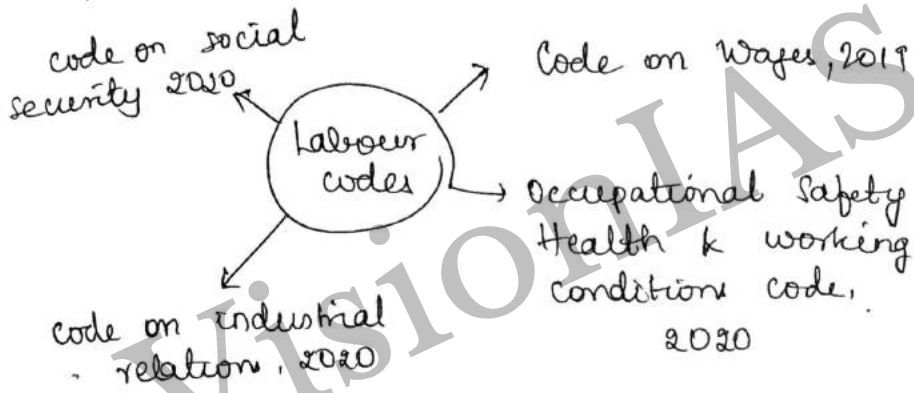 code on social
security 2020
Code on Wages, 2019
Labour
codes
Occupational Safety
Health & working
conditions code,
2020
code on industrial
relation, 2020
VisionIAS